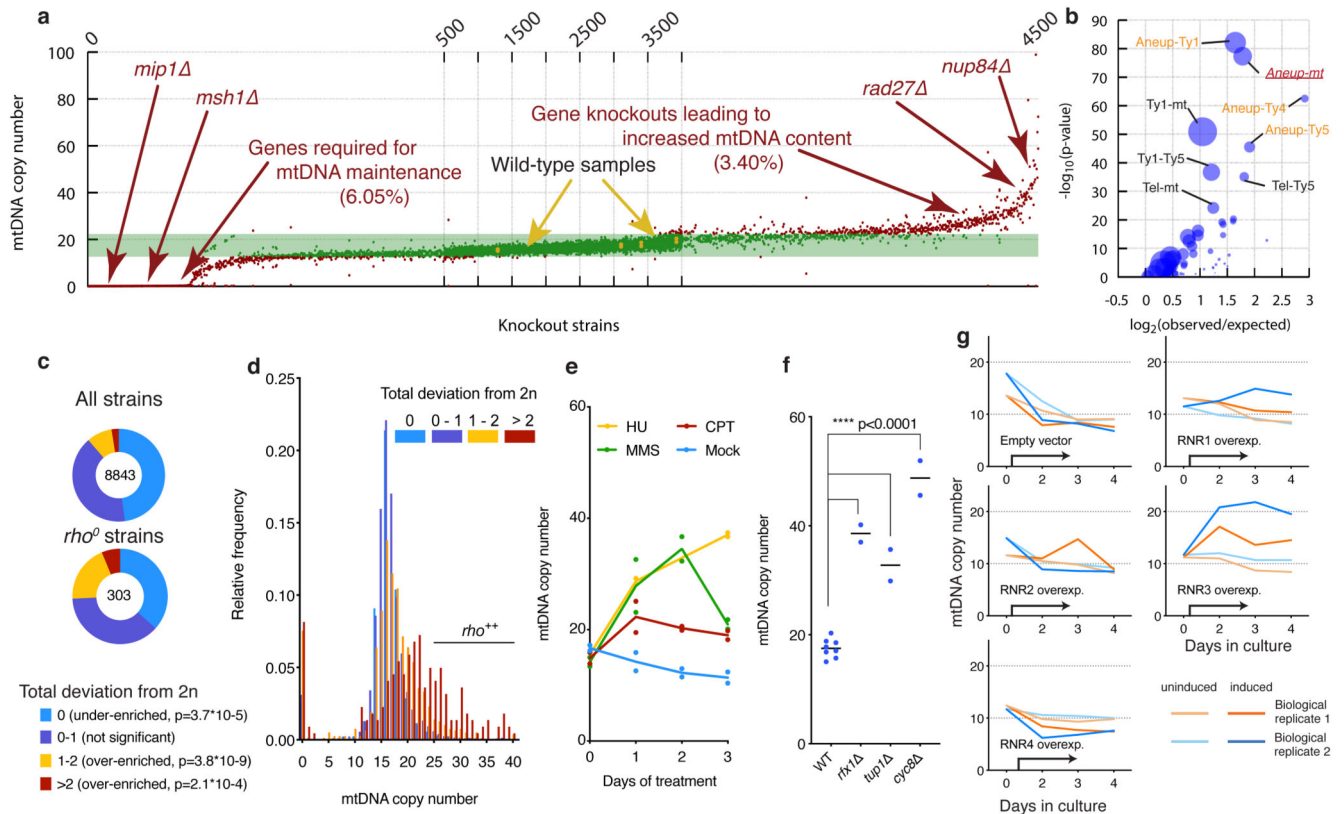 a
0
500
1500
2500
3500
4500
100
80
60
40
20
0
mtDNA copy number
mip1Δ
msh1Δ
Genes required for
mtDNA maintenance
(6.05%)
Wild-type samples
Gene knockouts leading to
increased mtDNA content
(3.40%)
rad27Δ
nup84Δ
Knockout strains
b
90
80
70
60
50
40
30
20
10
0
-log10(p-value)
Aneup-Ty1
Aneup-mt
Ty1-mt
Aneup-Ty4
Aneup-Ty5
Ty1-Ty5
Tel-Ty5
Tel-mt
-0.5 0 0.5 1 1.5 2 2.5 3
log2(observed/expected)
c
All strains
8843
rho0 strains
303
Total deviation from 2n
0 (under-enriched, p=3.7*10-5)
0-1 (not significant)
1-2 (over-enriched, p=3.8*10-9)
>2 (over-enriched, p=2.1*10-4)
d
Total deviation from 2n
0 0 - 1 1 - 2 > 2
0.25
0.20
0.15
0.10
0.05
0.00
Relative frequency
rho++
0 5 10 15 20 25 30 35 40
mtDNA copy number
e
60
40
20
0
mtDNA copy number
HU CPT
MMS Mock
0 1 2 3
Days of treatment
f
60
40
20
0
mtDNA copy number
**** p<0.0001
WT
rfx1Δ
tup1Δ
cyc8Δ
g
mtDNA copy number
20
10
0
Empty vector
0 2 3 4
20
10
0
RNR1 overexp.
0 2 3 4
20
10
0
RNR2 overexp.
0 2 3 4
20
10
0
RNR3 overexp.
0 2 3 4
Days in culture
20
10
0
RNR4 overexp.
0 2 3 4
Days in culture
uninduced induced
Biological
replicate 1
Biological
replicate 2